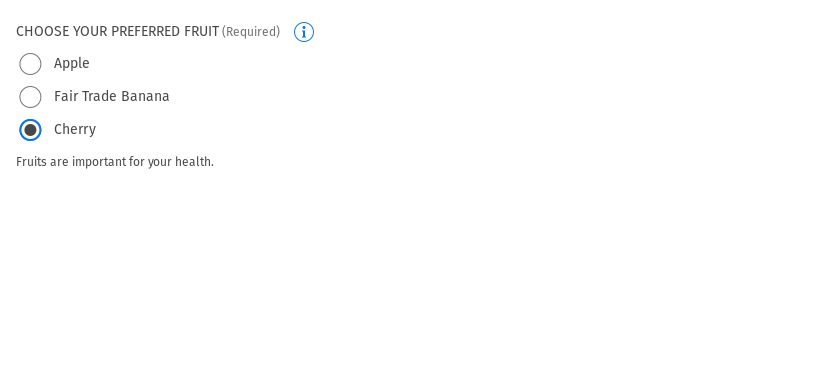 CHOOSE YOUR PREFERRED FRUIT (Required)
Apple
Fair Trade Banana
Cherry
Fruits are important for your health.